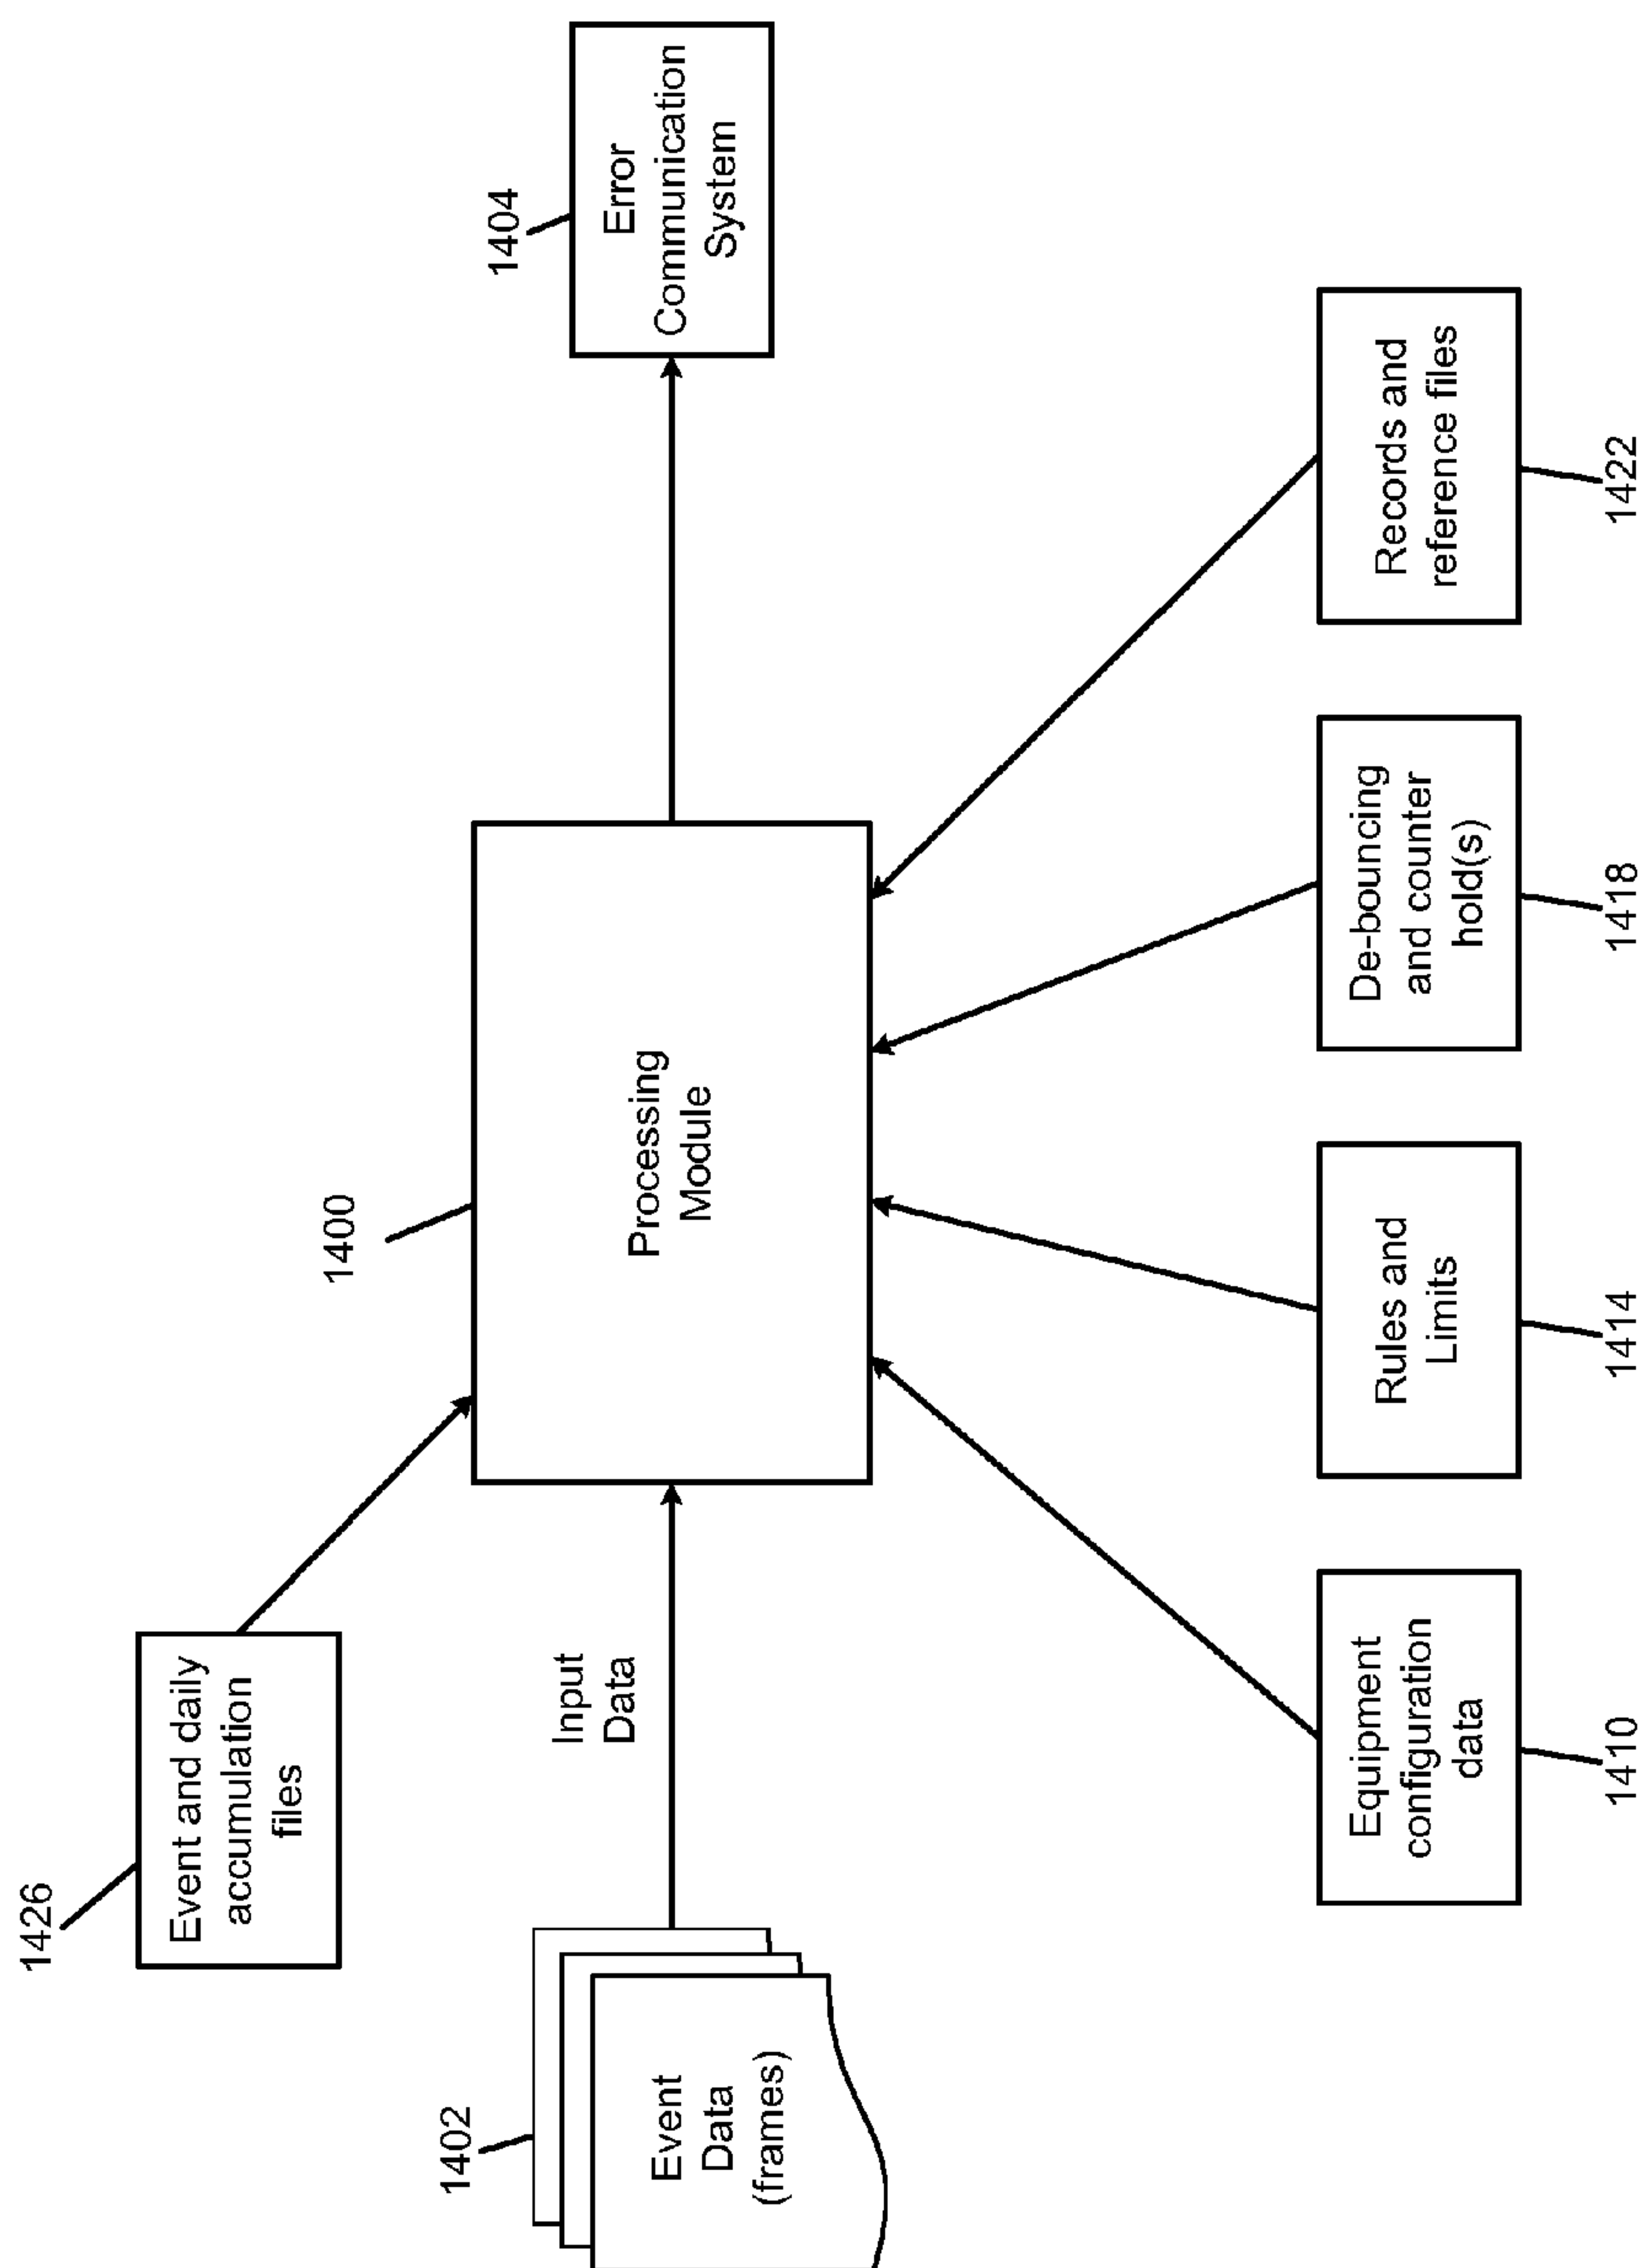 1426
Event and daily
accumulation
files
1402
Event
Data
(frames)
Input
Data
1400
Processing
Module
1404
Error
Communication
System
Equipment
configuration
data
1410
Rules and
Limits
1414
De-bouncing
and counter
hold(s)
1418
Records and
reference files
1422